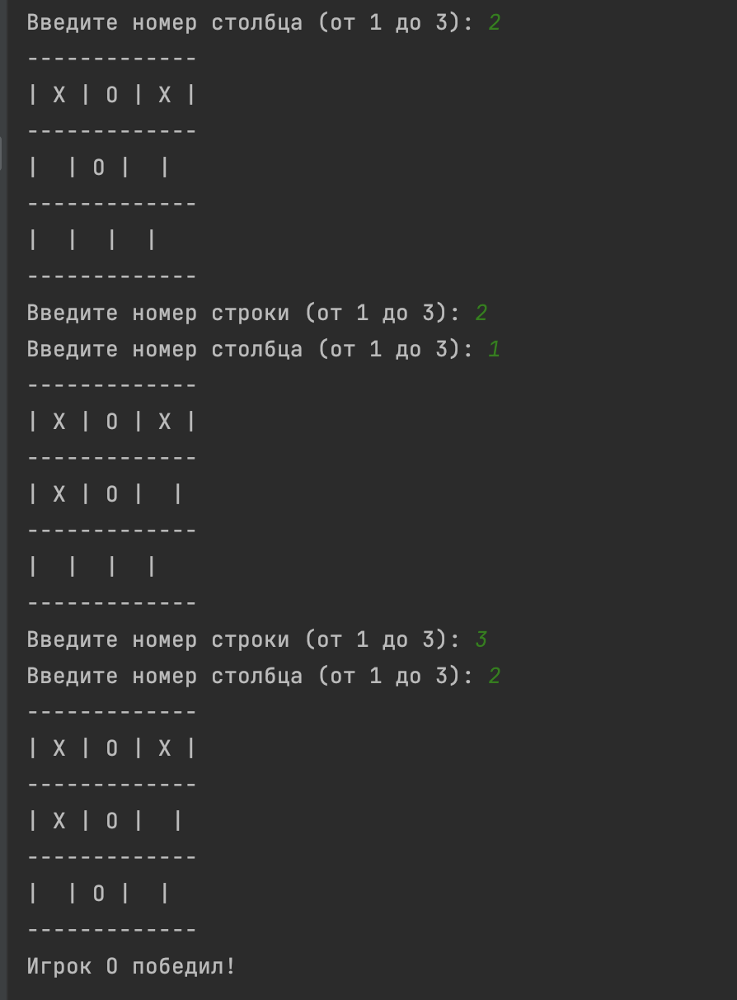 Введите номер столбца (от 1 до 3): 2
-------------
| X | O | X |
-------------
|  | O |  |
-------------
|  |  |  |
-------------
Введите номер строки (от 1 до 3): 2
Введите номер столбца (от 1 до 3): 1
-------------
| X | O | X |
-------------
| X | O |  |
-------------
|  |  |  |
-------------
Введите номер строки (от 1 до 3): 3
Введите номер столбца (от 1 до 3): 2
-------------
| X | O | X |
-------------
| X | O |  |
-------------
|  | O |  |
-------------
Игрок O победил!